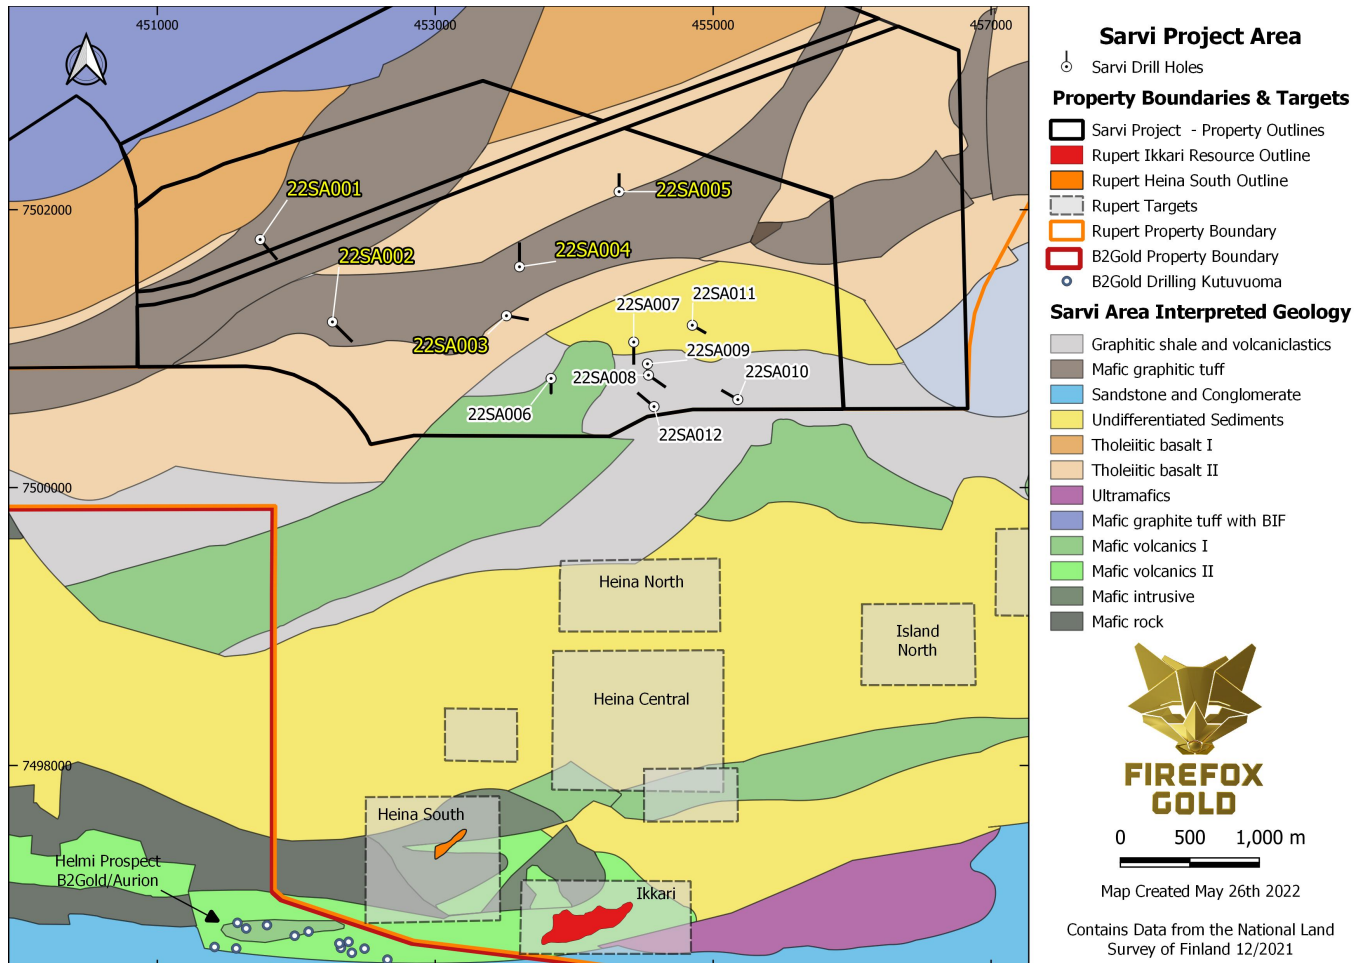 451000
453000
455000
457000
7502000
7500000
7498000
22SA001
22SA002
22SA003
22SA004
22SA005
22SA006
22SA007
22SA008
22SA009
22SA010
22SA011
22SA012
Heina North
Island
North
Heina Central
Heina South
Ikkari
Helmi Prospect
B2Gold/Aurion
Sarvi Project Area
Sarvi Drill Holes
Property Boundaries & Targets
Sarvi Project - Property Outlines
Rupert Ikkari Resource Outline
Rupert Heina South Outline
Rupert Targets
Rupert Property Boundary
B2Gold Property Boundary
B2Gold Drilling Kutuvuoma
Sarvi Area Interpreted Geology
Graphitic shale and volcaniclastics
Mafic graphitic tuff
Sandstone and Conglomerate
Undifferentiated Sediments
Tholeiitic basalt I
Tholeiitic basalt II
Ultramafics
Mafic graphite tuff with BIF
Mafic volcanics I
Mafic volcanics II
Mafic intrusive
Mafic rock
FIREFOX
GOLD
0 500 1,000 m
Map Created May 26th 2022
Contains Data from the National Land
Survey of Finland 12/2021